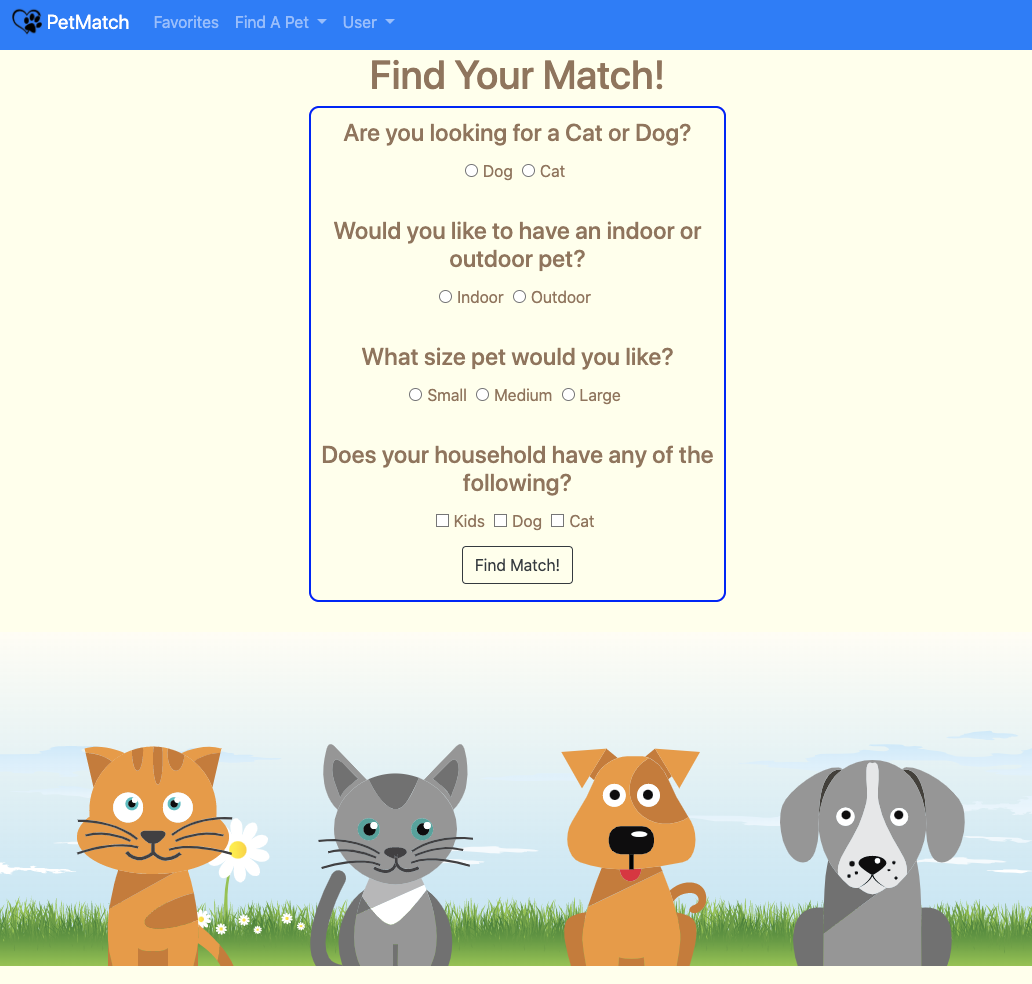 PetMatch Favorites Find A Pet User
Find Your Match!
Are you looking for a Cat or Dog?
Dog Cat
Would you like to have an indoor or
outdoor pet?
Indoor Outdoor
What size pet would you like?
Small Medium Large
Does your household have any of the
following?
Kids Dog Cat
Find Match!